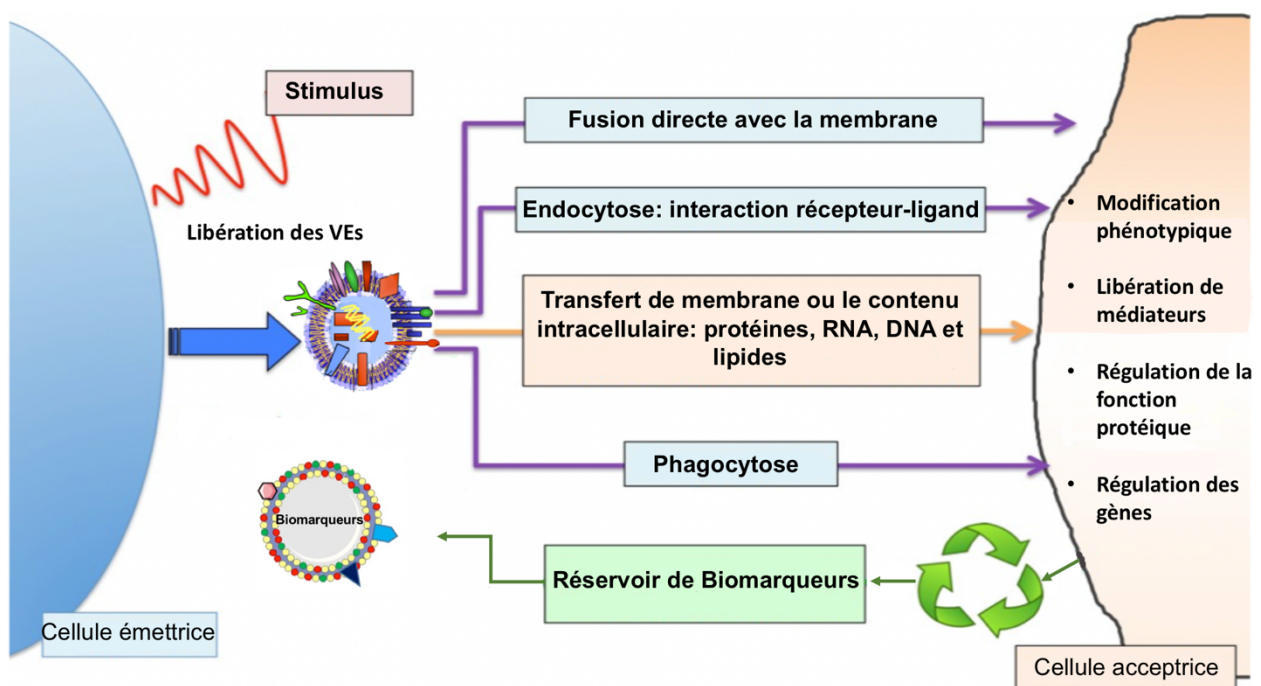 Stimulus
Libération des VEs
Fusion directe avec la membrane
Endocytose: interaction récepteur-ligand
Transfert de membrane ou le contenu
intracellulaire: protéines, RNA, DNA et
lipides
Phagocytose
• Modification
phénotypique
• Libération de
médiateurs
• Régulation de la
fonction
protéique
• Régulation des
gènes
Biomarqueurs
Réservoir de Biomarqueurs
Cellule émettrice
Cellule acceptrice